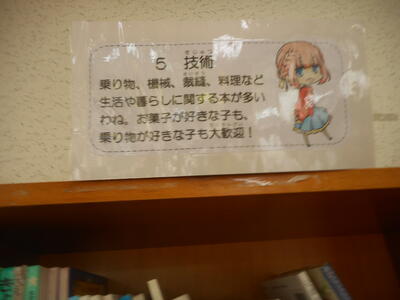 ５ 技術
乗り物、機械、裁縫、料理など
生活や暮らしに関する本が多い
わね。お菓子が好きな子も、
乗り物が好きな子も大歓迎！